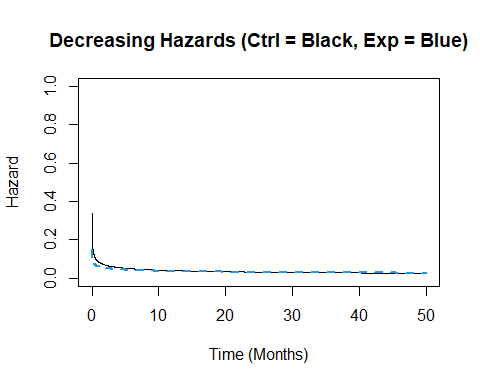 Decreasing Hazards (Ctrl = Black, Exp = Blue)
Hazard
1.0
0.8
0.6
0.4
0.2
0.0
0 10 20 30 40 50
Time (Months)